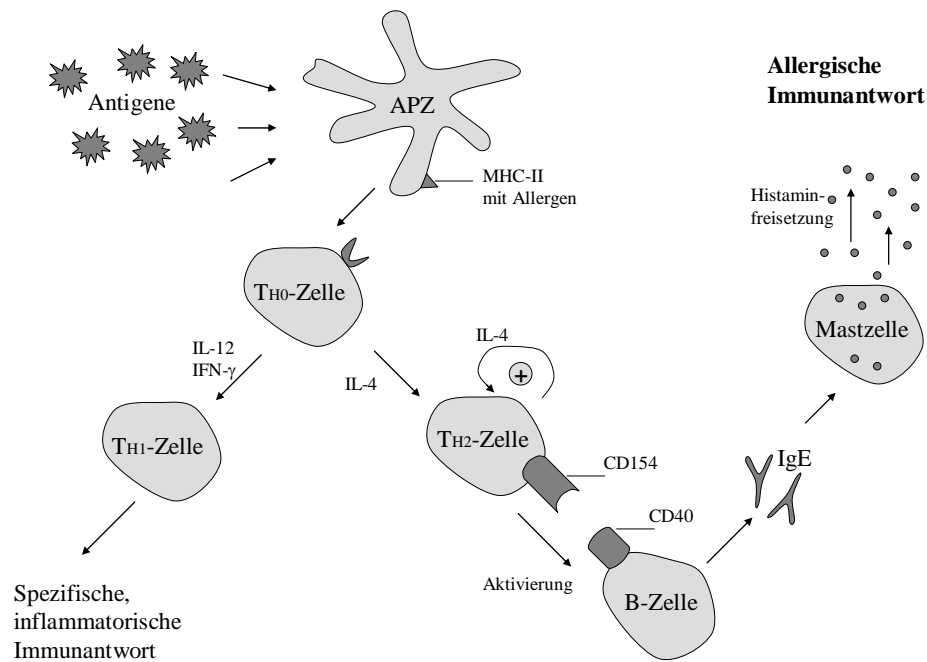 Antigene
APZ
Allergische
Immunantwort
MHC-II
mit Allergen
Histamin-
freisetzung
TH0-Zelle
Mastzelle
IL-12
IFN-γ
IL-4
IL-4
+
TH1-Zelle
TH2-Zelle
CD154
IgE
CD40
Aktivierung
B-Zelle
Spezifische,
inflammatorische
Immunantwort